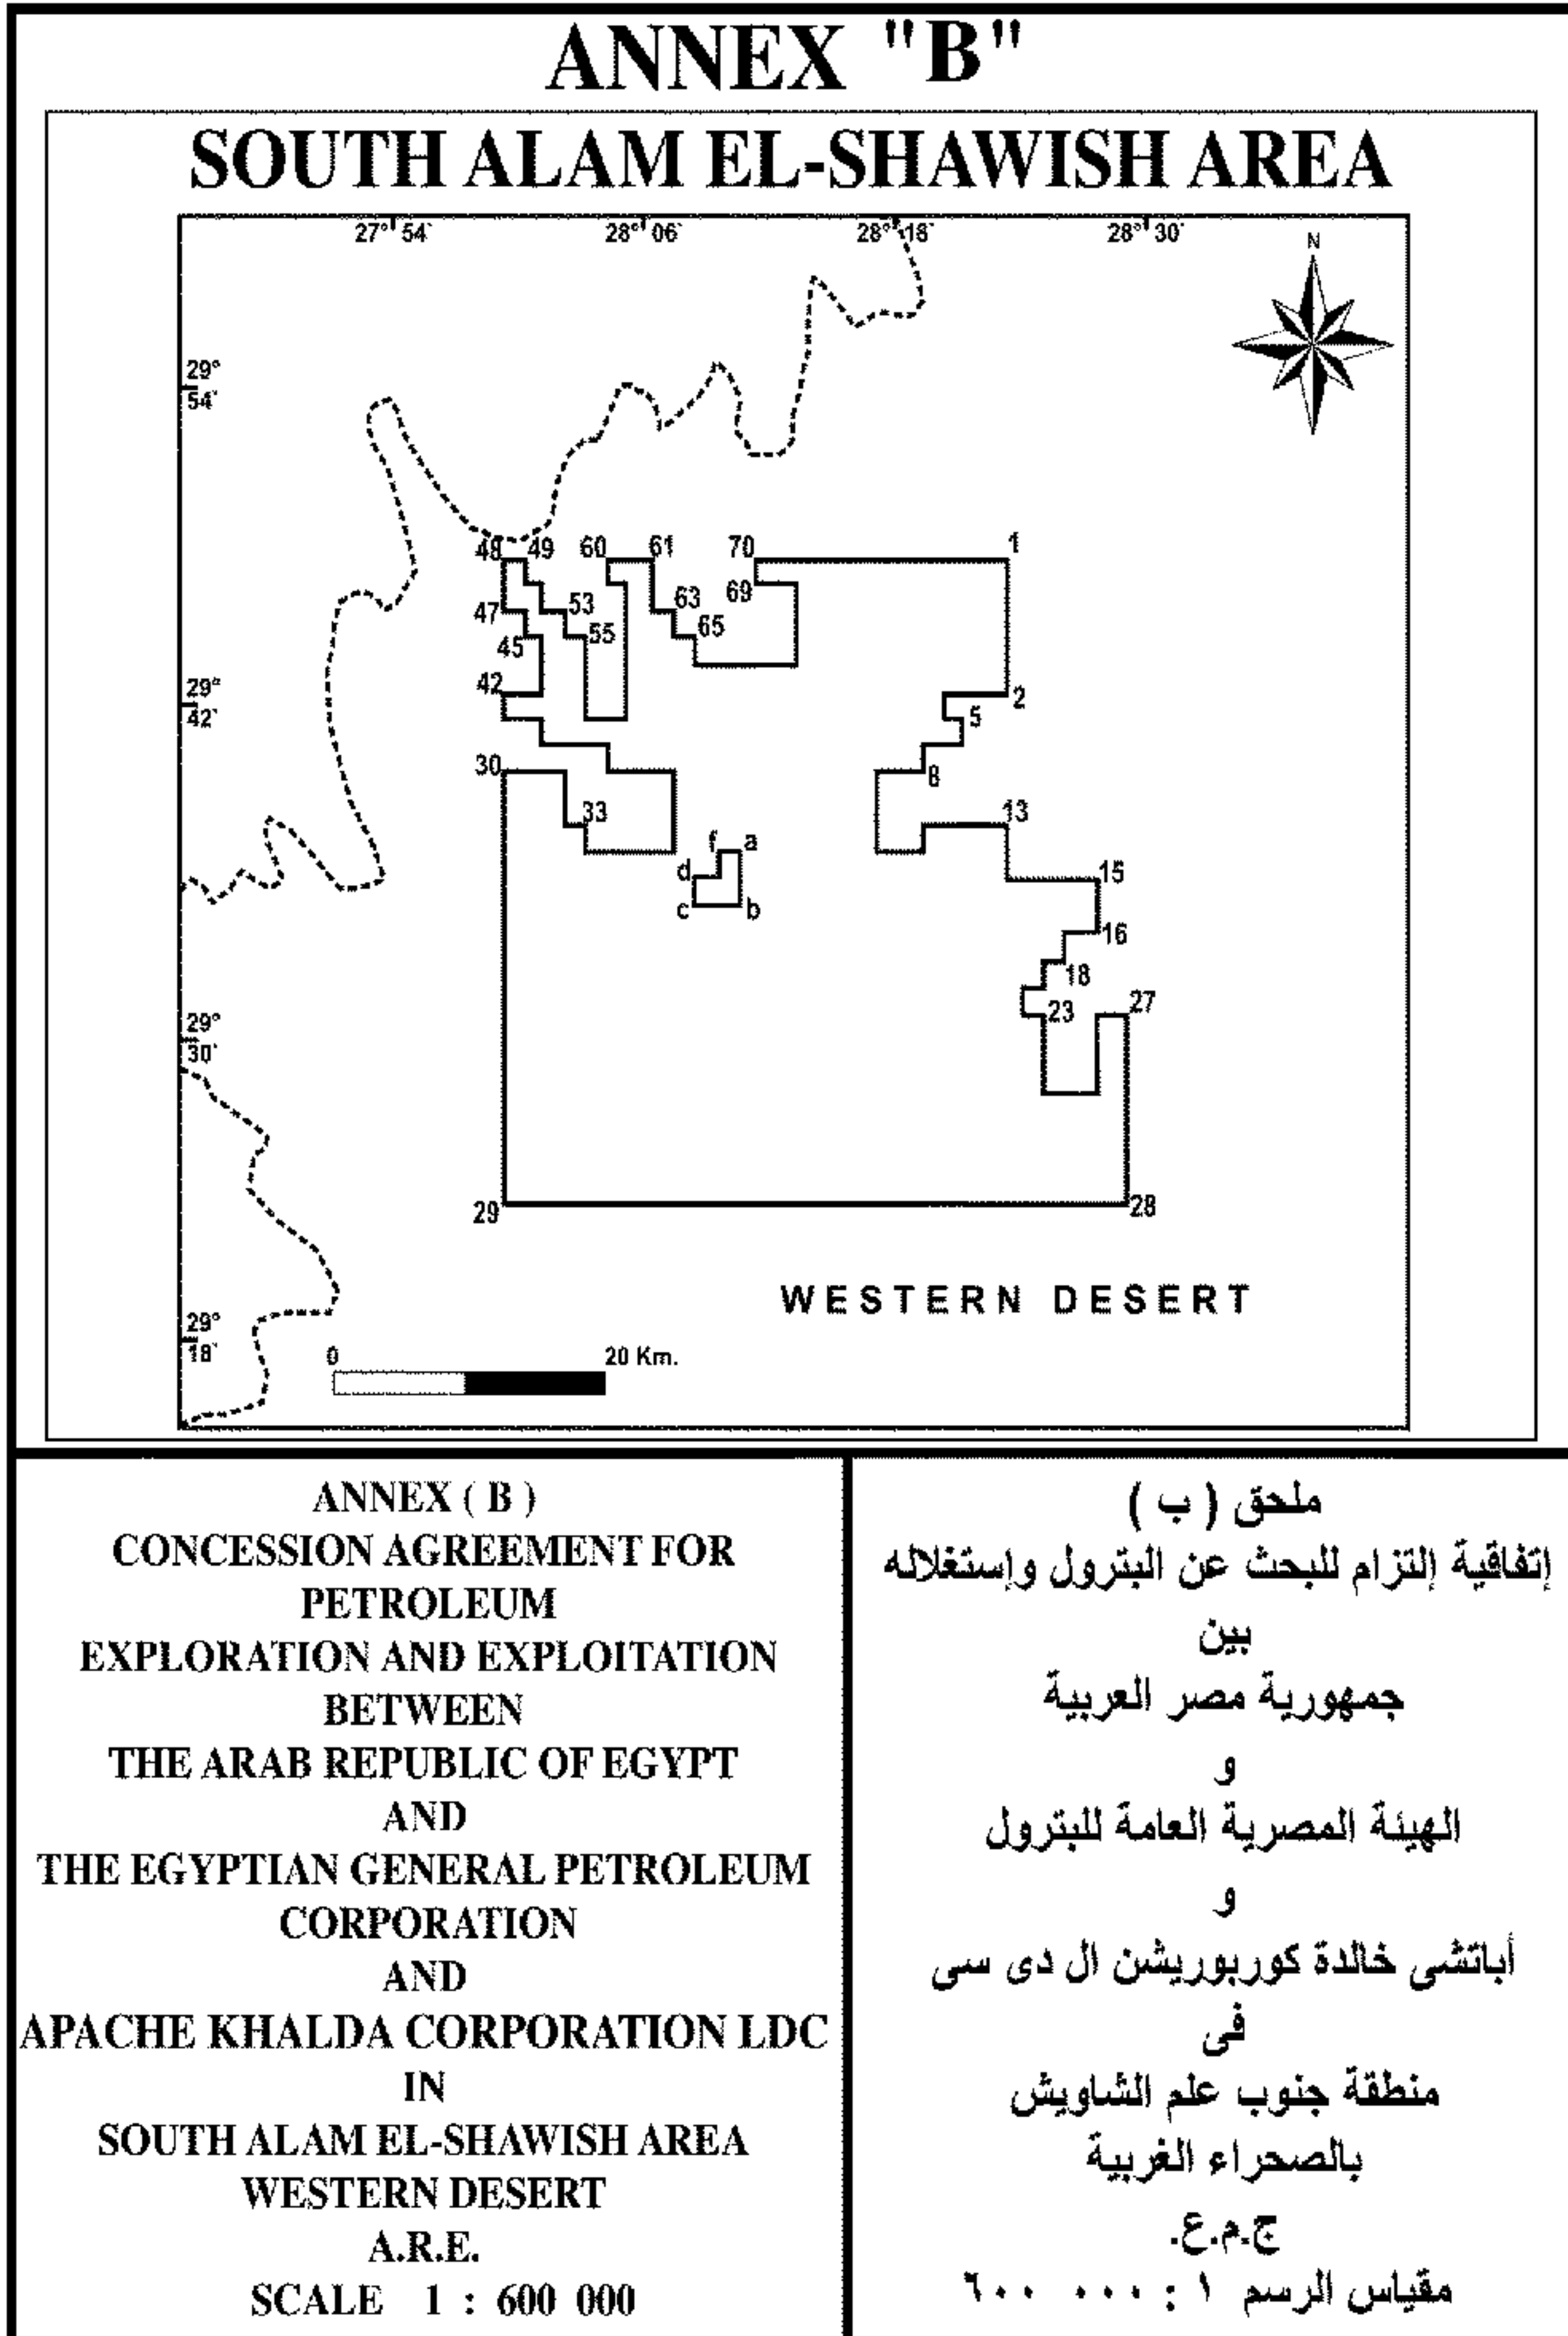 ANNEX "B"
SOUTH ALAM EL-SHAWISH AREA
27° 54'
28° 06'
28° 18'
28° 30'
N
29°
54'
48
49
60
61
70
1
47
53
63
69
45
55
65
42
2
29°
42'
5
30
8
33
13
f
a
d
15
c
b
16
18
23
27
29°
30'
29
28
WESTERN DESERT
29°
18'
0
20 Km.
ANNEX ( B )
CONCESSION AGREEMENT FOR
PETROLEUM
EXPLORATION AND EXPLOITATION
BETWEEN
THE ARAB REPUBLIC OF EGYPT
AND
THE EGYPTIAN GENERAL PETROLEUM
CORPORATION
AND
APACHE KHALDA CORPORATION LDC
IN
SOUTH ALAM EL-SHAWISH AREA
WESTERN DESERT
A.R.E.
SCALE 1 : 600 000
ملحق ( ب )
إتفاقية إلتزام للبحث عن البترول وإستغلاله
بين
جمهورية مصر العربية
و
الهيئة المصرية العامة للبترول
و
أباتشى خالدة كوربوريشن ال دى سى
فى
منطقة جنوب علم الشاويش
بالصحراء الغربية
ج.م.ع.
مقياس الرسم ١ : ٠٠٠ ٦٠٠